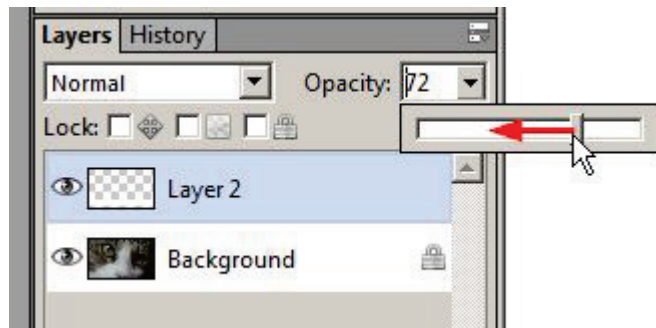 Layers History
Normal Opacity: 72
Lock:
Layer 2
Background